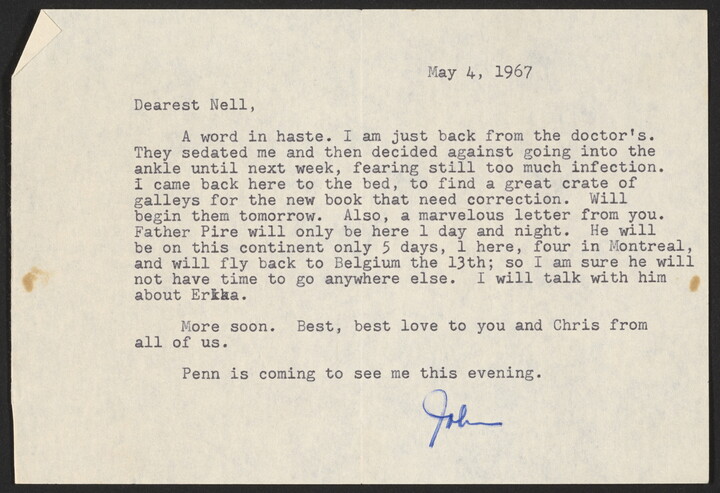 May 4, 1967
Dearest Nell,
A word in haste. I am just back from the doctor's.
They sedated me and then decided against going into the
ankle until next week, fearing still too much infection.
I came back here to the bed, to find a great crate of
galleys for the new book that need correction. Will
begin them tomorrow. Also, a marvelous letter from you.
Father Pire will only be here 1 day and night. He will
be on this continent only 5 days, 1 here, four in Montreal,
and will fly back to Belgium the 13th; so I am sure he will
not have time to go anywhere else. I will talk with him
about Erika.
More soon. Best, best love to you and Chris from
all of us.
Penn is coming to see me this evening.
John